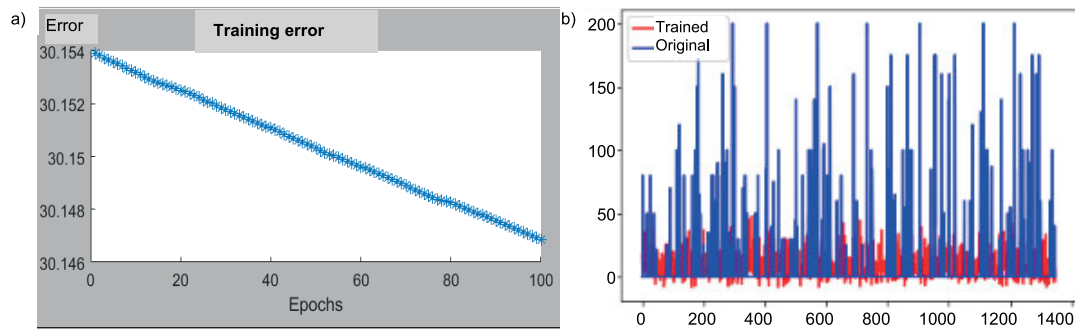 a)
Error
Training error
30.154
30.152
30.15
30.148
30.146
0 20 40 60 80 100
Epochs
b)
Trained
Original
200
150
100
50
0
0 200 400 600 800 1000 1200 1400